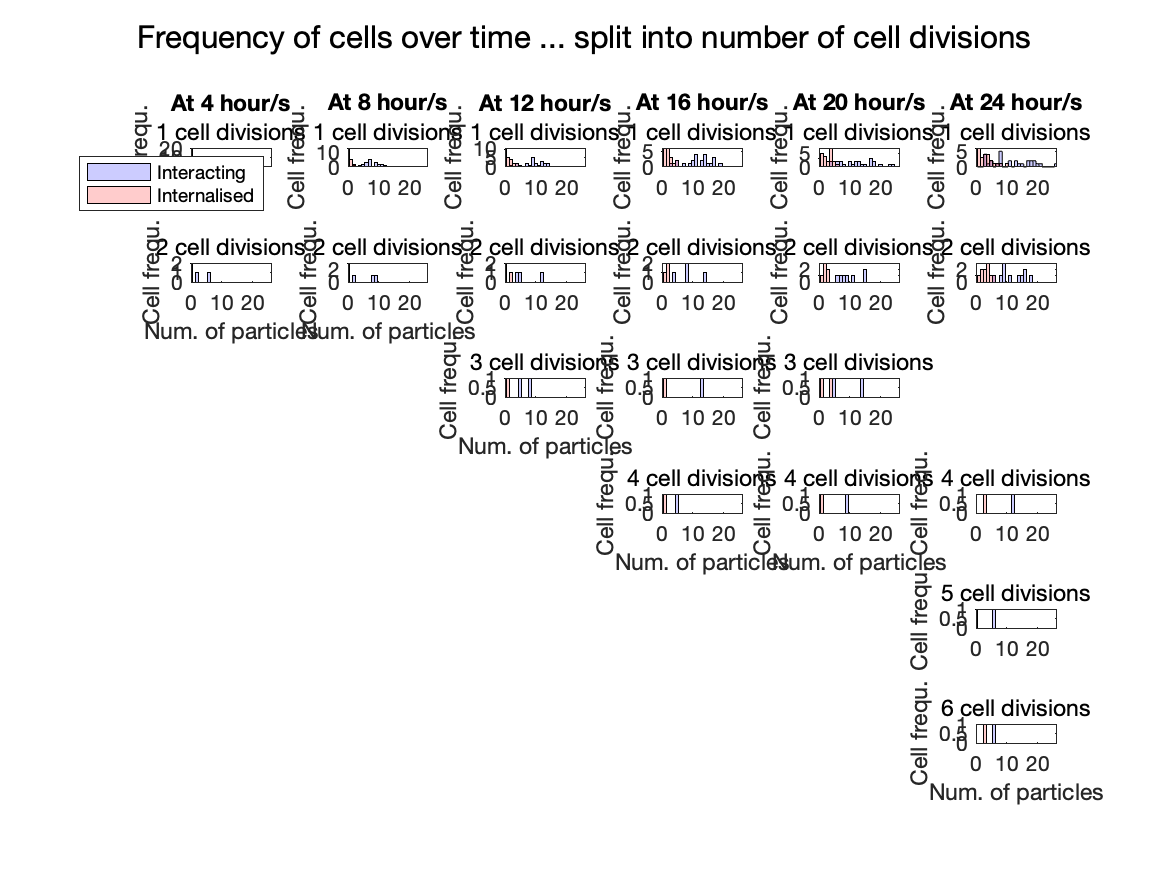 Frequency of cells over time ... split into number of cell divisions
At 4 hour/s At 8 hour/s At 12 hour/s At 16 hour/s At 20 hour/s At 24 hour/s
1 cell divisions 1 cell divisions 1 cell divisions 1 cell divisions 1 cell divisions 1 cell divisions
Cell frequ. Cell frequ. Cell frequ. Cell frequ. Cell frequ.
20 10 0 10 0 5 0 5 0 5 0
Interacting
Internalised
0 10 20 0 10 20 0 10 20 0 10 20 0 10 20
2 cell divisions 2 cell divisions 2 cell divisions 2 cell divisions 2 cell divisions 2 cell divisions
Cell frequ. Cell frequ. Cell frequ. Cell frequ. Cell frequ. Cell frequ.
2 1 0 2 1 0 2 1 0 2 1 0 2 0 2 0
0 10 20 0 10 20 0 10 20 0 10 20 0 10 20 0 10 20
Num. of particles Num. of particles
3 cell divisions 3 cell divisions 3 cell divisions
Cell frequ. Cell frequ. Cell frequ.
1 0.5 0 1 0.5 0 1 0.5 0
0 10 20 0 10 20 0 10 20
Num. of particles
4 cell divisions 4 cell divisions 4 cell divisions
Cell frequ. Cell frequ. Cell frequ.
1 0.5 0 1 0.5 0 1 0.5 0
0 10 20 0 10 20 0 10 20
Num. of particles Num. of particles
5 cell divisions
Cell frequ.
1 0.5 0
0 10 20
6 cell divisions
Cell frequ.
1 0.5 0
0 10 20
Num. of particles